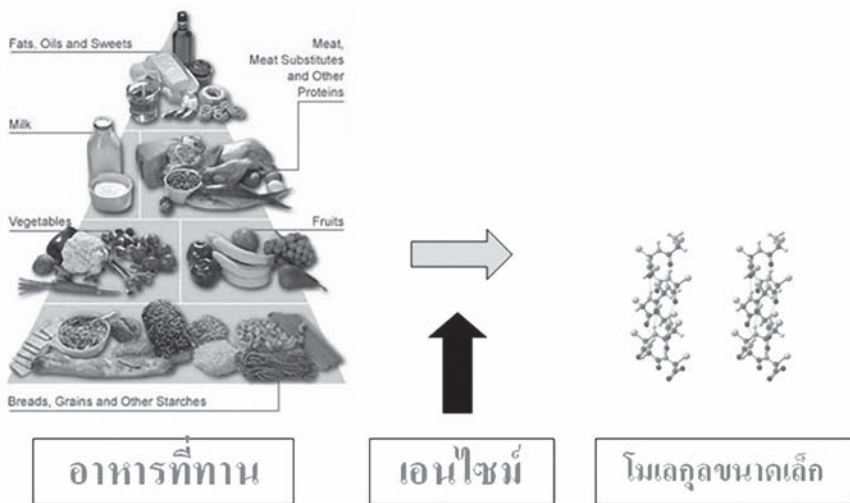 Fats, Oils and Sweets
Meat,
Meat Substitutes
and Other
Proteins
Milk
Vegetables
Fruits
Breads, Grains and Other Starches
อาหารที่ทาน
เอนไซม์
โมเลกุลขนาดเล็ก